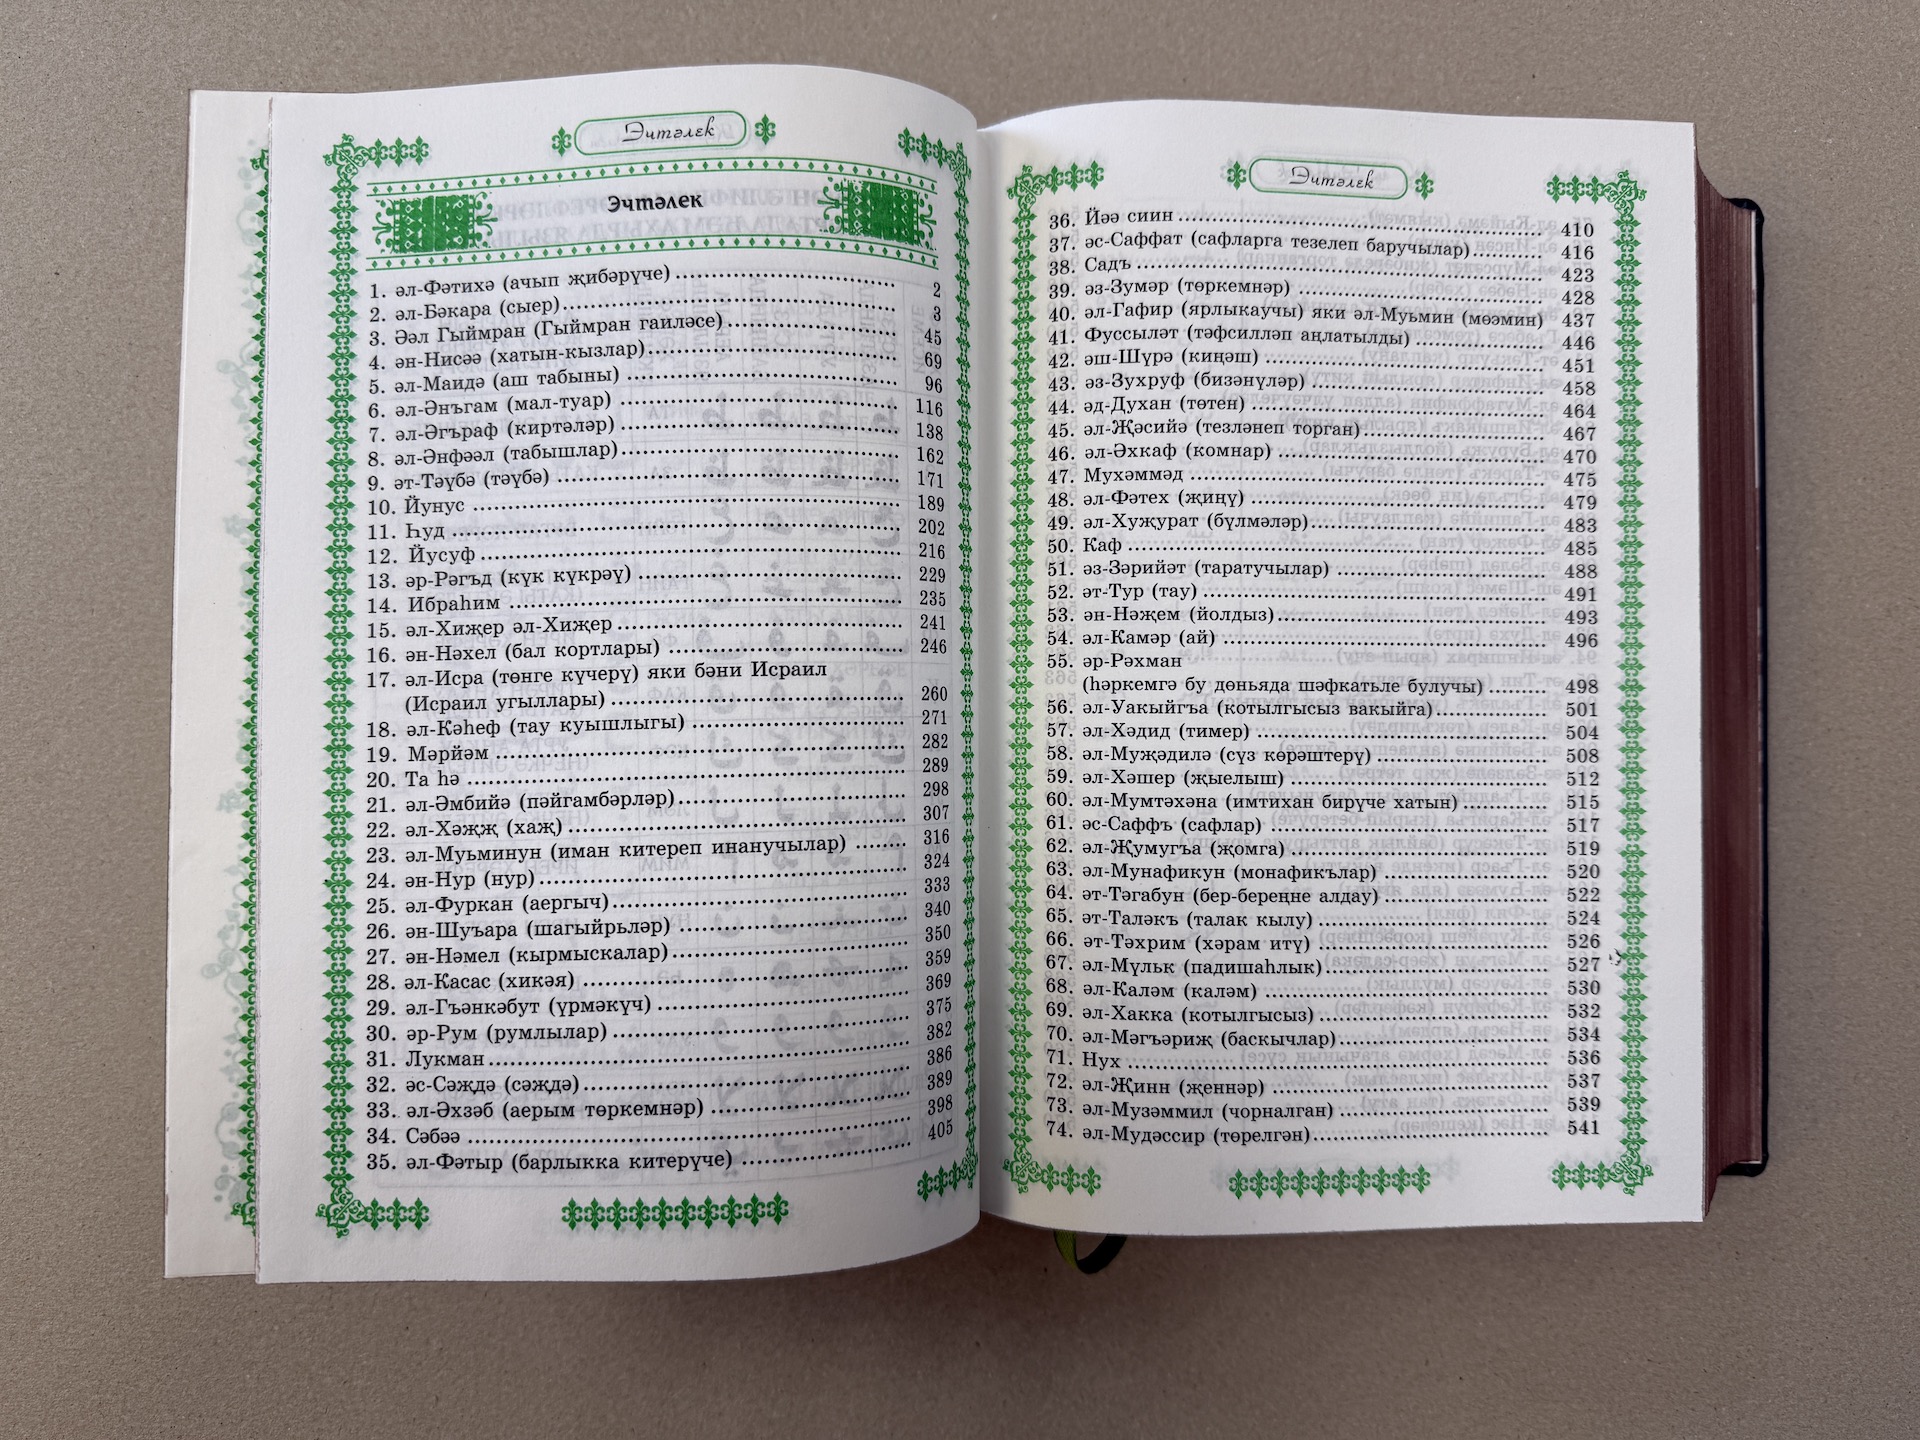 Эчтәлек
Эчтәлек
1. әл-Фәтихә (ачып җибәрүче) 2
2. әл-Бәкара (сыер) 3
3. Әәл Гыймран (Гыймран гаиләсе) 45
4. ән-Нисәә (хатын-кызлар) 69
5. әл-Маидә (аш табыны) 96
6. әл-Әнъгам (мал-туар) 116
7. әл-Әгъраф (киртәләр) 138
8. әл-Әнфәәл (табышлар) 162
9. әт-Тәүбә (тәүбә) 171
10. Йунус 189
11. Һуд 202
12. Йусуф 216
13. әр-Рәгъд (күк күкрәү) 229
14. Ибраһим 235
15. әл-Хиҗер әл-Хиҗер 241
16. ән-Нәхел (бал кортлары) 246
17. әл-Исра (төнге күчерү) яки бәни Исраил
(Исраил угыллары) 260
18. әл-Кәһеф (тау куышлыгы) 271
19. Мәрйәм 282
20. Та һә 289
21. әл-Әмбийә (пәйгамбәрләр) 298
22. әл-Хәҗҗ (хаҗ) 307
23. әл-Муьминун (иман китереп инанучылар) 316
24. ән-Нур (нур) 324
25. әл-Фуркан (аергыч) 333
26. ән-Шуъара (шагыйрьләр) 340
27. ән-Нәмел (кырмыскалар) 350
28. әл-Касас (хикәя) 359
29. әл-Гъәнкәбут (үрмәкүч) 369
30. әр-Рум (румлылар) 375
31. Лукман 382
32. әс-Сәҗдә (сәҗдә) 386
33. әл-Әхзәб (аерым төркемнәр) 389
34. Сәбәә 398
35. әл-Фәтыр (барлыкка китерүче) 405
Эчтәлек
36. Йәә сиин 410
37. әс-Саффат (сафларга тезелеп баручылар) 416
38. Садъ 423
39. әз-Зумәр (төркемнәр) 428
40. әл-Гафир (ярлыкаучы) яки әл-Муьмин (мөэмин) 437
41. Фуссыләт (тәфсилләп аңлатылды) 446
42. әш-Шүрә (киңәш) 451
43. әз-Зухруф (бизәнүләр) 458
44. әд-Духан (төтен) 464
45. әл-Җәсийә (тезләнеп торган) 467
46. әл-Әхкаф (комнар) 470
47. Мухәммәд 475
48. әл-Фәтех (җиңү) 479
49. әл-Хуҗурат (бүлмәләр) 483
50. Каф 485
51. әз-Зәрийәт (таратучылар) 488
52. әт-Тур (тау) 491
53. ән-Нәҗем (йолдыз) 493
54. әл-Камәр (ай) 496
55. әр-Рәхман
(һәркемгә бу дөньяда шәфкатьле булучы) 498
56. әл-Уакыйгъа (котылгысыз вакыйга) 501
57. әл-Хәдид (тимер) 504
58. әл-Муҗәдилә (сүз көрәштерү) 508
59. әл-Хәшер (җыелыш) 512
60. әл-Мумтәхәна (имтихан бирүче хатын) 515
61. әс-Саффъ (сафлар) 517
62. әл-Җумугъа (җомга) 519
63. әл-Мунафикун (монафикълар) 520
64. әт-Тәгабун (бер-береңне алдау) 522
65. әт-Таләкъ (талак кылу) 524
66. әт-Тәхрим (хәрам итү) 526
67. әл-Мүльк (падишаһлык) 527
68. әл-Каләм (каләм) 530
69. әл-Хакка (котылгысыз) 532
70. әл-Мәгъәриҗ (баскычлар) 534
71. Нух 536
72. әл-Җинн (җеннәр) 537
73. әл-Музәммил (чорналган) 539
74. әл-Мудәссир (төрелгән) 541